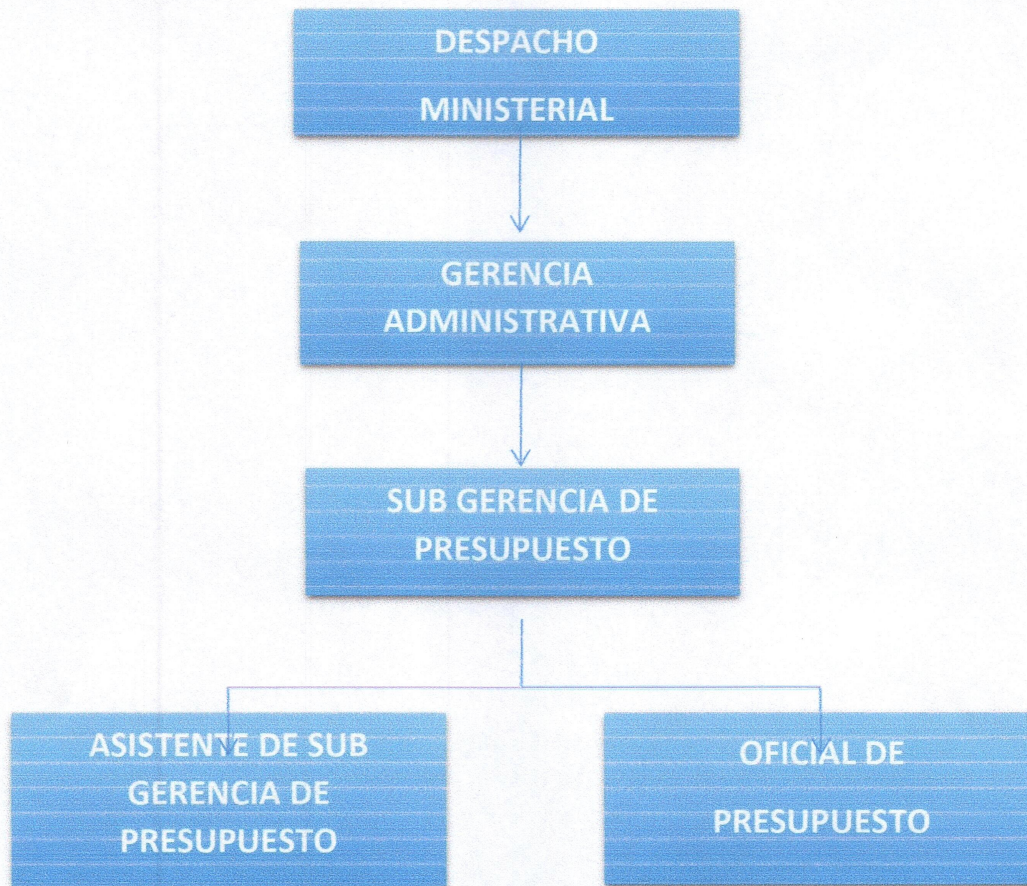 DESPACHO
MINISTERIAL
GERENCIA
ADMINISTRATIVA
SUB GERENCIA DE
PRESUPUESTO
ASISTENTE DE SUB
GERENCIA DE
PRESUPUESTO
OFICIAL DE
PRESUPUESTO